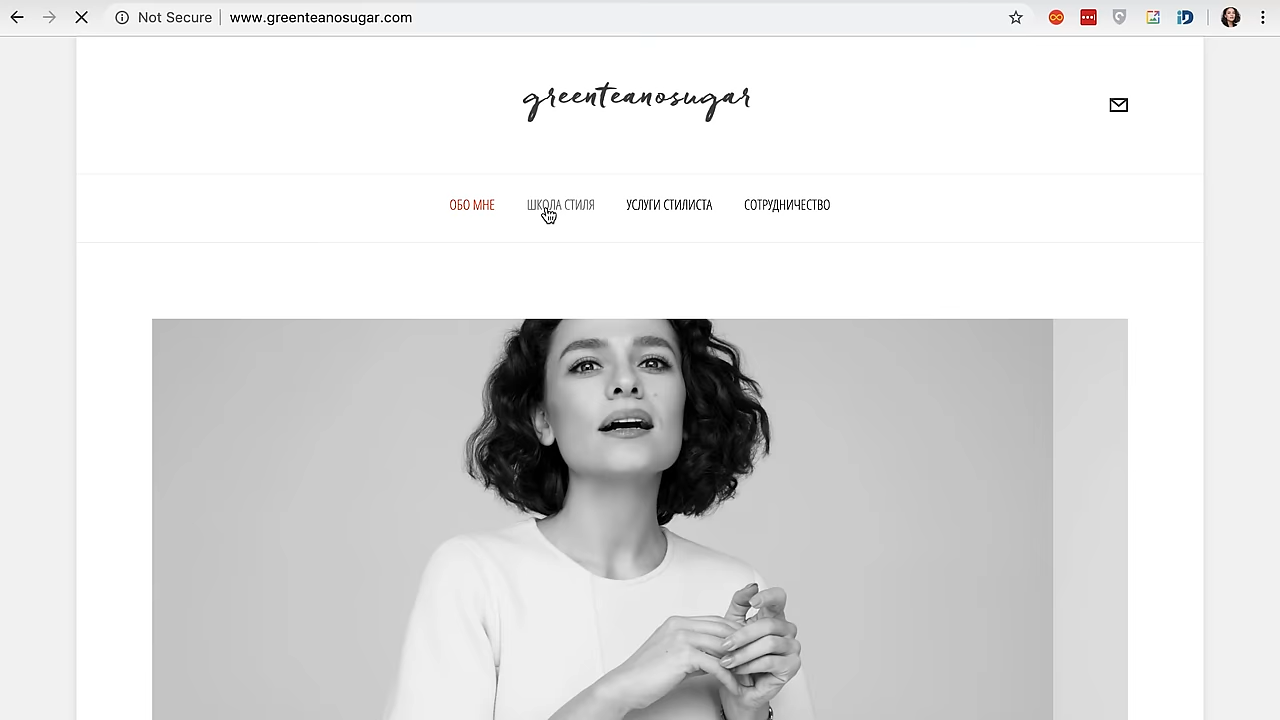 Not Secure www.greenteanosugar.com
greenteanosugar
ОБО МНЕ ШКОЛА СТИЛЯ УСЛУГИ СТИЛИСТА СОТРУДНИЧЕСТВО